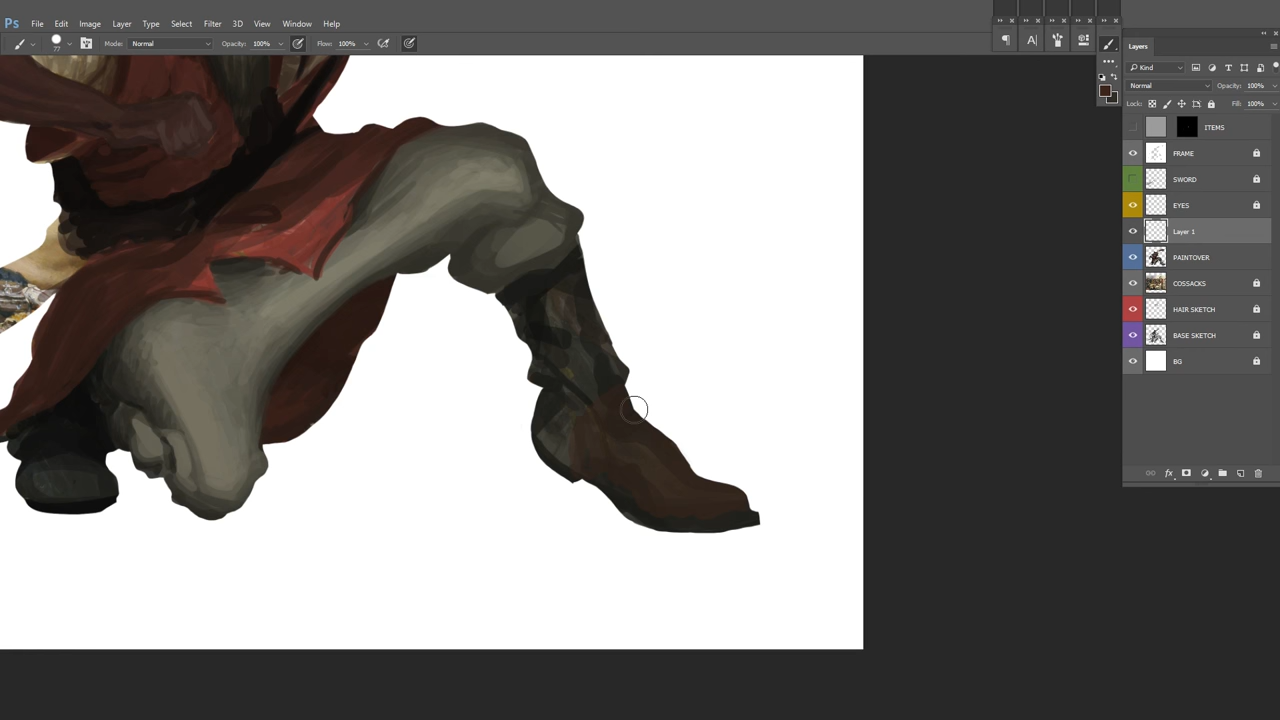 Ps File Edit Image Layer Type Select Filter 3D View Window Help
77 Mode: Normal Opacity: 100% Flow: 100%
Layers
Kind
Normal Opacity: 100%
Lock: Fill: 100%
ITEMS
FRAME
SWORD
EYES
Layer 1
PAINTOVER
COSSACKS
HAIR SKETCH
BASE SKETCH
BG